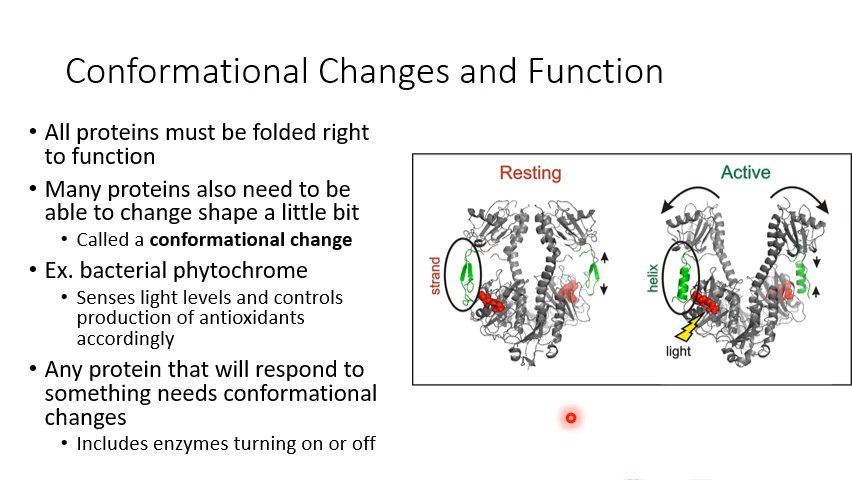 Conformational Changes and Function
• All proteins must be folded right
to function
• Many proteins also need to be
able to change shape a little bit
• Called a conformational change
• Ex. bacterial phytochrome
• Senses light levels and controls
production of antioxidants
accordingly
• Any protein that will respond to
something needs conformational
changes
• Includes enzymes turning on or off
Resting
Active
strand
helix
light